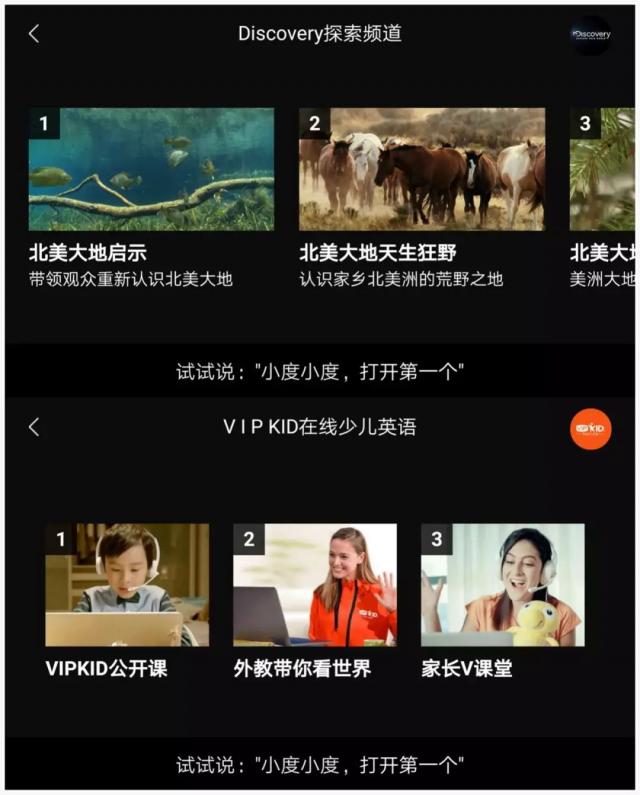 Discovery探索频道
Discovery
1
2
3
北美大地启示
北美大地天生狂野
北美大
带领观众重新认识北美大地
认识家乡北美洲的荒野之地
美洲大地
试试说："小度小度，打开第一个"
V I P KID在线少儿英语
VIPKID
1
2
3
VIPKID公开课
外教带你看世界
家长V课堂
试试说："小度小度，打开第一个"